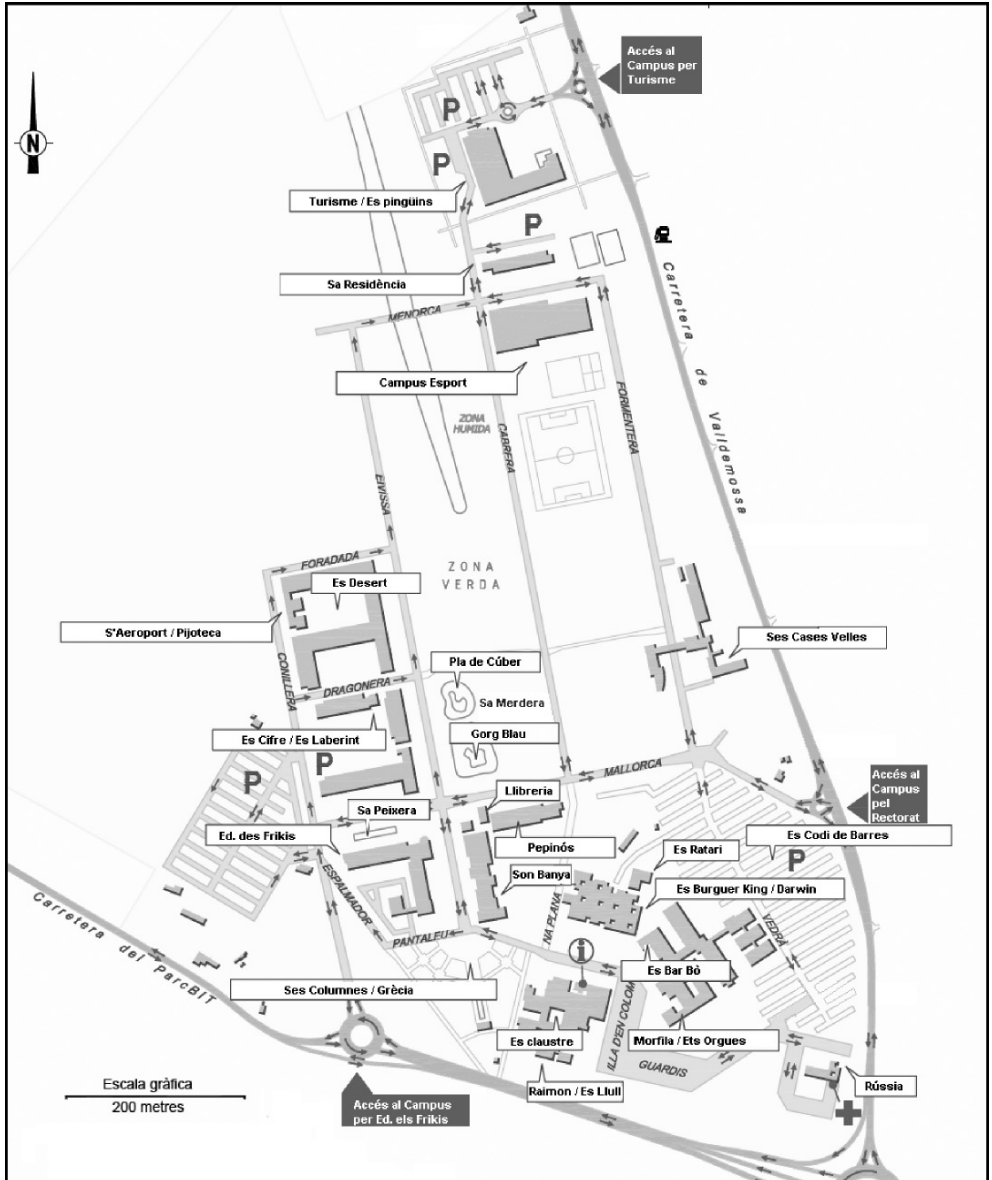 Accés al
Campus per
Turisme
N
P
P
Turisme / Es pingüins
P
Sa Residència
MENORCA
Carretera de Valldemossa
Campus Esport
FORMENTERA
ZONA
HUMIDA
CABRERA
EIVISSA
FORADADA
ZONA
VERDA
Es Desert
S'Aeroport / Pijoteca
Ses Cases Velles
CONILLERA
Pla de Cúber
DRAGONERA
Sa Merdera
Es Cifre / Es Laberint
Gorg Blau
P
P
MALLORCA
Accés al
Campus
pel
Rectorat
Llibreria
Sa Peixera
Ed. des Frikis
Es Codi de Barres
Pepinós
Es Ratari
P
Son Banya
Es Burguer King / Darwin
ESPALMADOR
NA PLANA
VEDRÀ
PANTALEU
i
Carretera del ParcBIT
Es Bar Bò
Ses Columnes / Grècia
ILLA D'EN COLOM
Es claustre
Morfila / Ets Orgues
GUARDIS
Raimon / Es Llull
Rússia
Escala gràfica
200 metres
Accés al Campus
per Ed. els Frikis